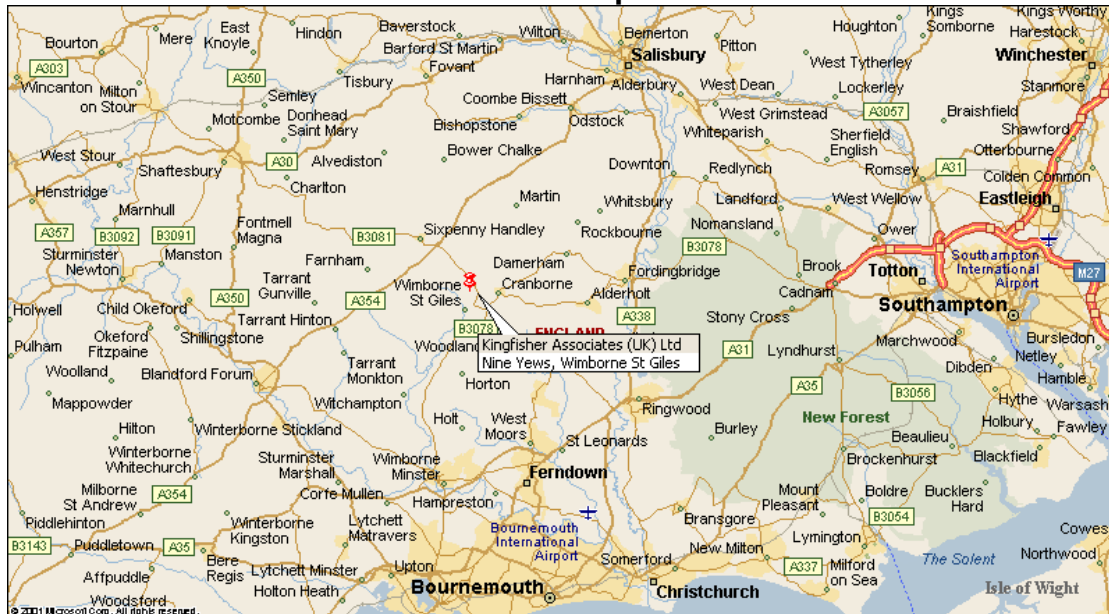 Kings
Kings Worthy
East
Knoyle
Hindon
Baverstock
Wilton
Bemerton
Houghton
Somborne
Harestock
Bourton
Mere
Barford St Martin
Salisbury
Pitton
Winchester
A303
A350
Tisbury
Fovant
Harnham
West Tytherley
Wincanton
Milton
on Stour
Semley
Coombe Bissett
Alderbury
West Dean
Lockerley
Stanmore
Motcombe
Donhead
Saint Mary
Bishopstone
Odstock
West Grimstead
A3057
Braishfield
Whiteparish
Sherfield
English
Shawford
West Stour
A30
Alvediston
Bower Chalke
Otterbourne
Shaftesbury
Downton
Redlynch
Romsey
A31
Colden Common
Henstridge
Charlton
Martin
Whitsbury
Landford
West Wellow
Eastleigh
Marnhull
Fontmell
Magna
Sixpenny Handley
Rockbourne
Nomansland
Ower
A357
B3092
B3091
B3081
B3078
Sturminster
Newton
Manston
Farnham
Damerham
Fordingbridge
Brook
Totton
Southampton
International
Airport
M27
Tarrant
Gunville
Wimborne
St Giles
Cranborne
Cadnam
Holwell
Child Okeford
A350
A354
Alderholt
Southampton
Tarrant Hinton
A338
Stony Cross
Okeford
Fitzpaine
Shillingstone
B3078
ENGLAND
Marchwood
Bursledon
Pulham
Woodlan
Kingfisher Associates (UK) Ltd
Nine Yews, Wimborne St Giles
A31
Lyndhurst
Netley
Woolland
Blandford Forum
Tarrant
Monkton
Horton
Dibden
Hamble
A35
B3056
Mappowder
Witchampton
Ringwood
Hythe
Warsash
Hilton
Winterborne Stickland
Holt
West
Moors
St Leonards
Burley
New Forest
Holbury
Fawley
Beaulieu
Winterborne
Whitechurch
Sturminster
Marshall
Wimborne
Minster
Ferndown
Brockenhurst
Blackfield
Milborne
St Andrew
A354
Corfe Mullen
Hampreston
Mount
Pleasant
Boldre
Bucklers
Hard
Piddlehinton
Winterborne
Kingston
Lytchett
Matravers
Bournemouth
International
Airport
Bransgore
B3054
Cowes
B3143
Puddletown
A35
Bere
Regis
Somerford
New Milton
Lymington
The Solent
Northwood
Affpuddle
Lytchett Minster
Upton
A337
Milford
on Sea
Woodsford
Holton Heath
Bournemouth
Christchurch
Isle of Wight
© 2001 Microsoft Corp. All rights reserved.